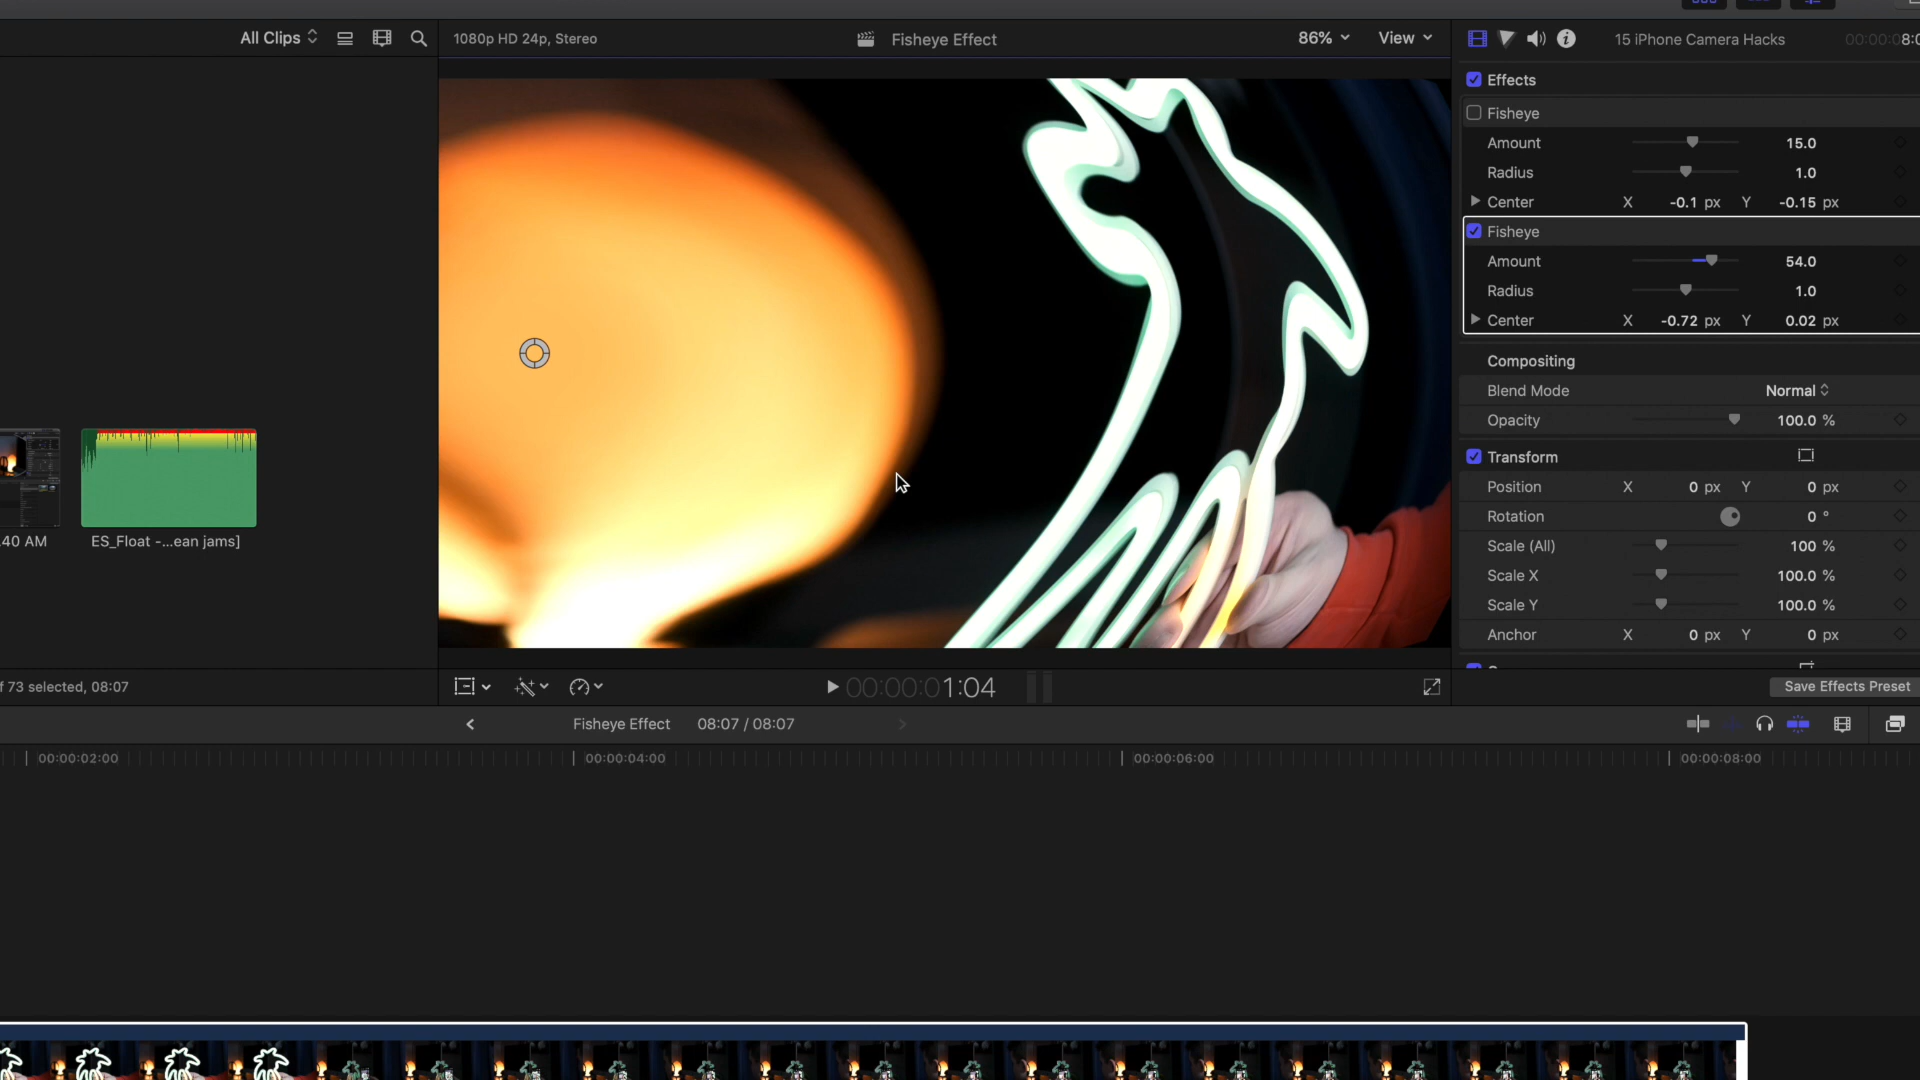 All Clips
1080p HD 24p, Stereo
Fisheye Effect
86%
View
15 iPhone Camera Hacks
00:00:08:0
Effects
Fisheye
Amount 15.0
Radius 1.0
Center X -0.1 px Y -0.15 px
Fisheye
Amount 54.0
Radius 1.0
Center X -0.72 px Y 0.02 px
Compositing
Blend Mode Normal
Opacity 100.0 %
Transform
Position X 0 px Y 0 px
Rotation 0 °
Scale (All) 100 %
Scale X 100.0 %
Scale Y 100.0 %
Anchor X 0 px Y 0 px
40 AM
ES_Float -...ean jams]
f 73 selected, 08:07
00:00:01:04
Save Effects Preset
Fisheye Effect 08:07 / 08:07
00:00:02:00
00:00:04:00
00:00:06:00
00:00:08:00